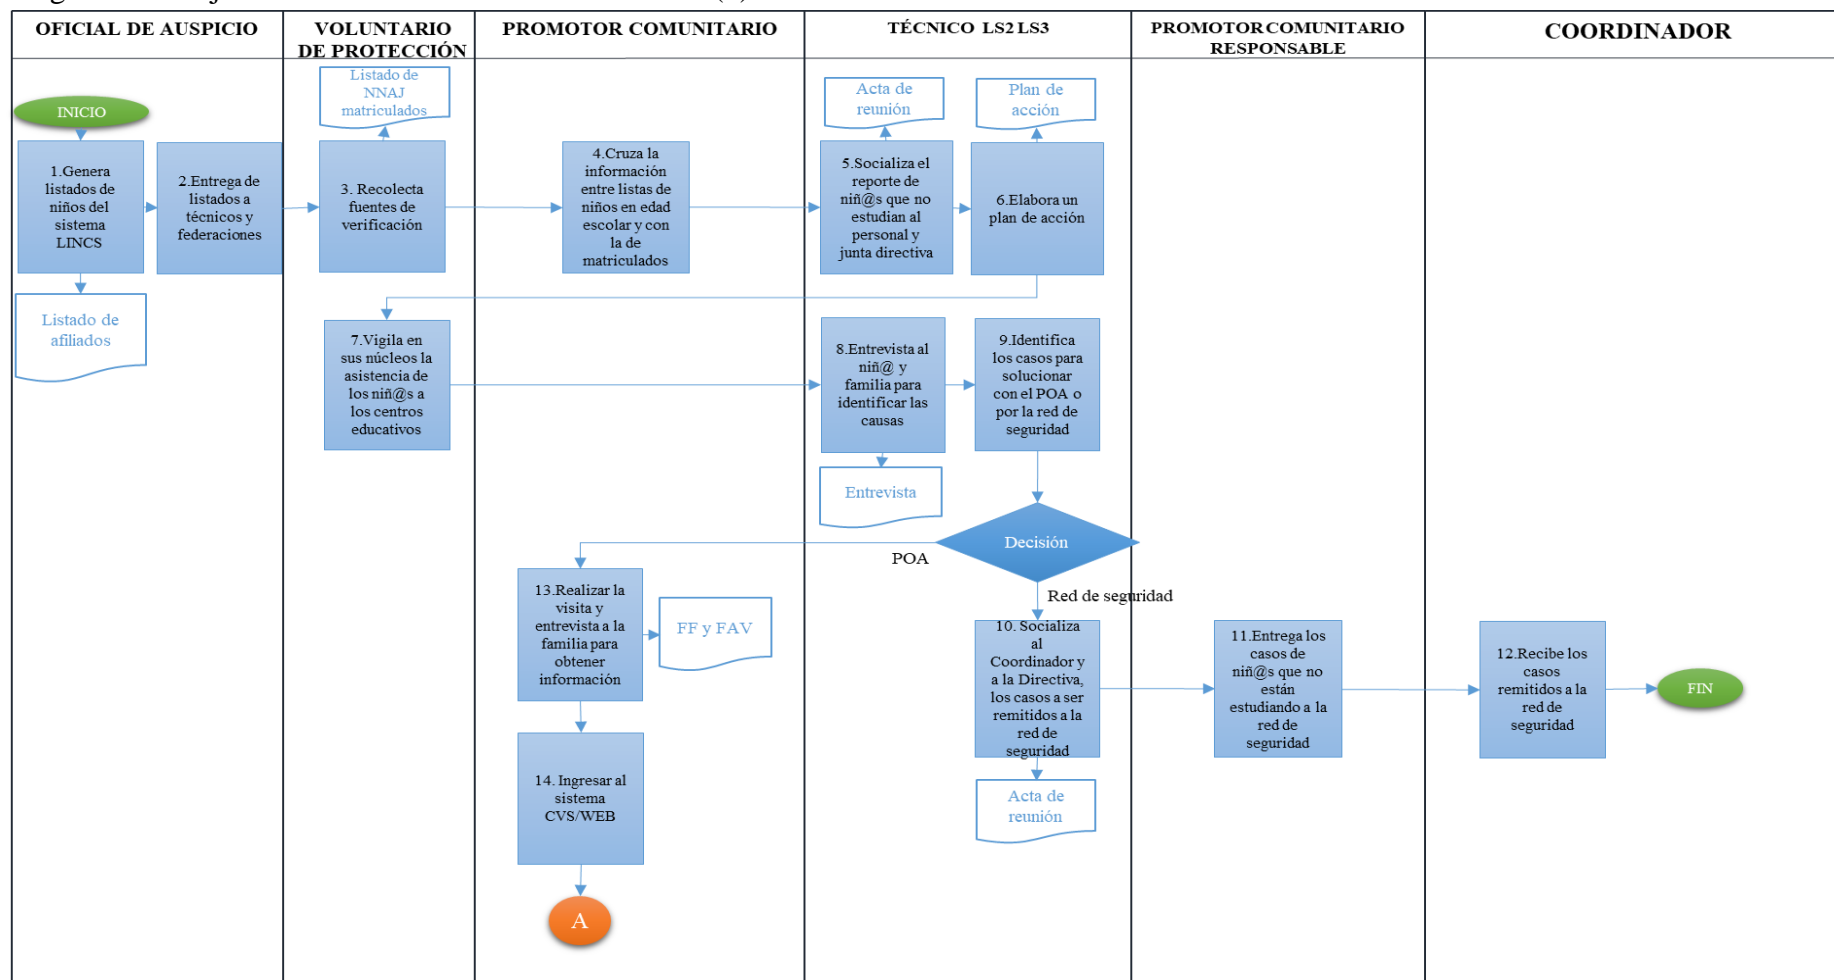 OFICIAL DE AUSPICIO
VOLUNTARIO
DE PROTECCIÓN
PROMOTOR COMUNITARIO
TÉCNICO LS2 LS3
PROMOTOR COMUNITARIO
RESPONSABLE
COORDINADOR
INICIO
1.Genera
listados de
niños del
sistema
LINCS
2.Entrega de
listados a
técnicos y
federaciones
Listado de
afiliados
Listado de
NNAJ
matriculados
3. Recolecta
fuentes de
verificación
4.Cruza la
información
entre listas de
niños en edad
escolar y con
la de
matriculados
Acta de
reunión
5.Socializa el
reporte de
niñ@s que no
estudian al
personal y
junta directiva
Plan de
acción
6.Elabora un
plan de acción
7.Vigila en
sus núcleos la
asistencia de
los niñ@s a
los centros
educativos
8.Entrevista al
niñ@ y
familia para
identificar las
causas
Entrevista
9.Identifica
los casos para
solucionar
con el POA o
por la red de
seguridad
Decisión
POA
Red de seguridad
10. Socializa
al
Coordinador y
a la Directiva,
los casos a ser
remitidos a la
red de
seguridad
Acta de
reunión
11.Entrega los
casos de
niñ@s que no
están
estudiando a la
red de
seguridad
12.Recibe los
casos
remitidos a la
red de
seguridad
FIN
13.Realizar la
visita y
entrevista a la
familia para
obtener
información
FF y FAV
14. Ingresar al
sistema
CVS/WEB
A